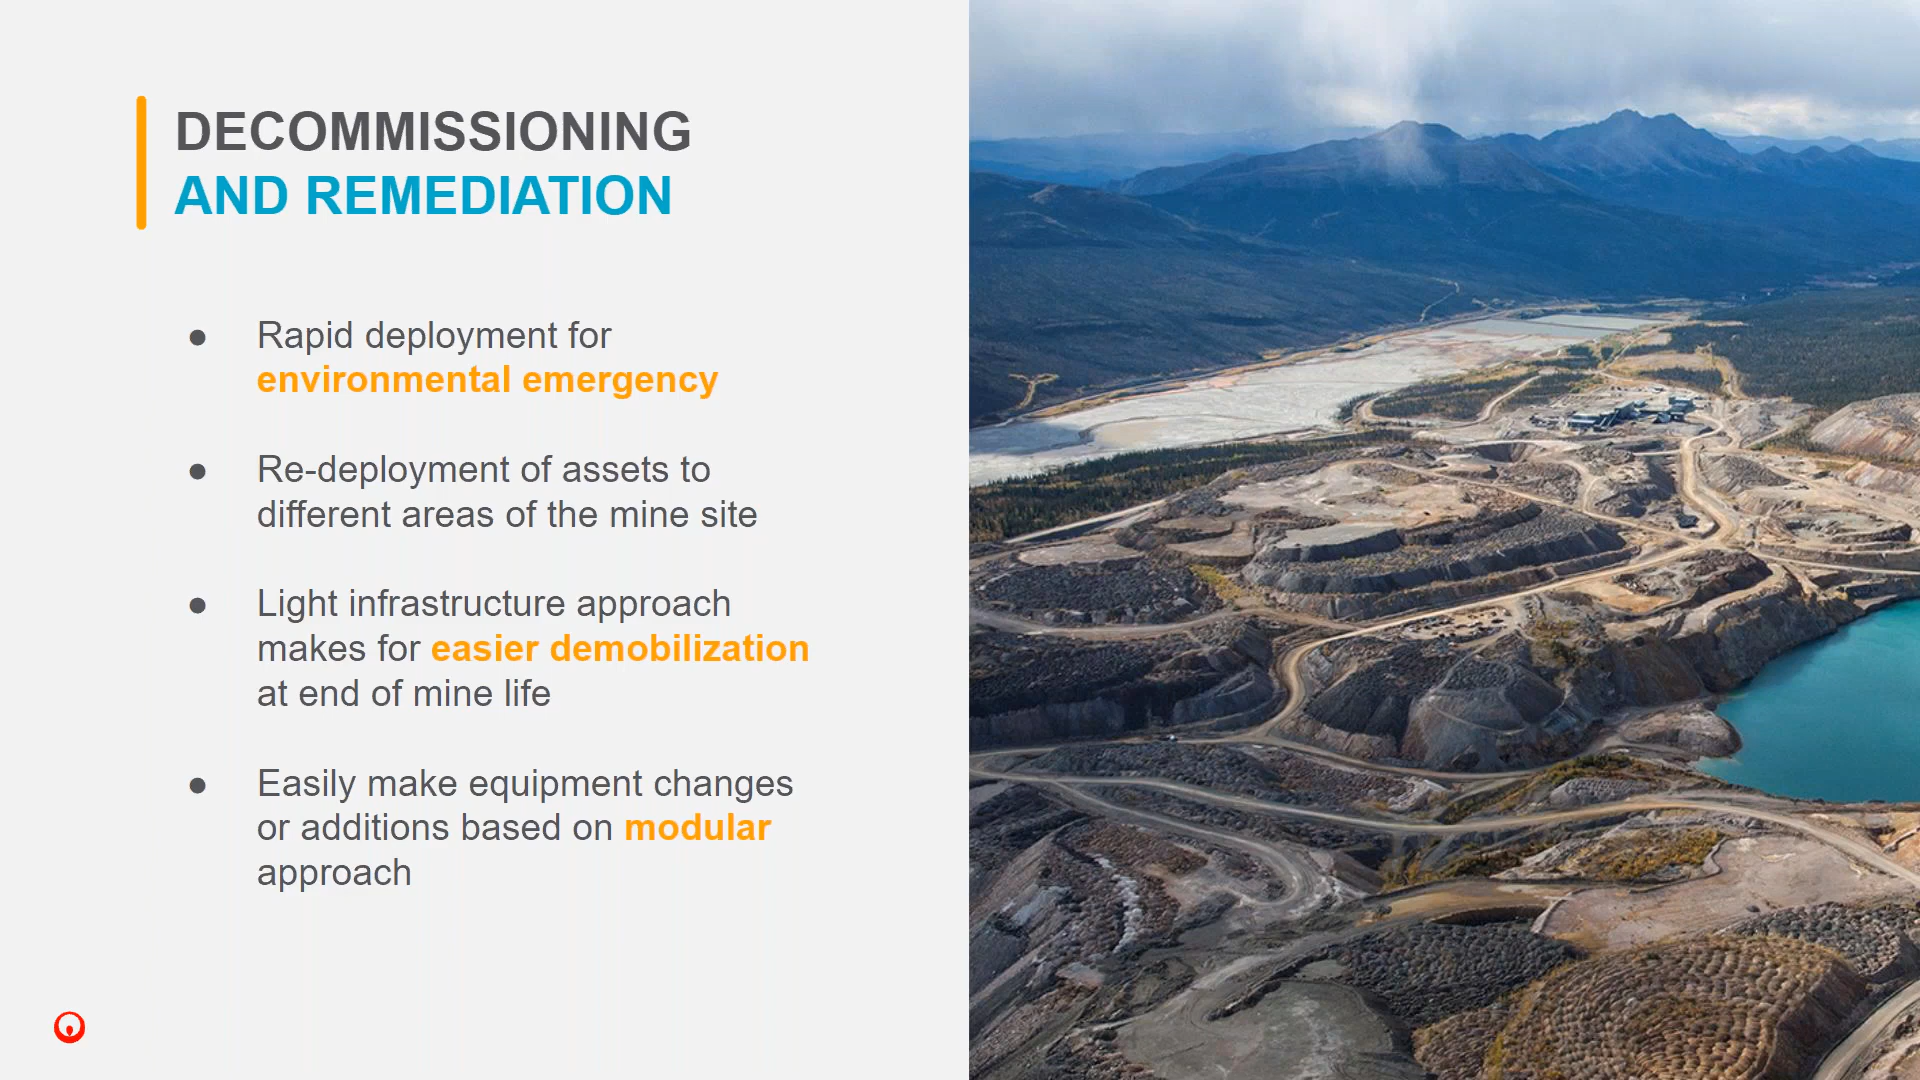 DECOMMISSIONING
AND REMEDIATION
● Rapid deployment for
environmental emergency
● Re-deployment of assets to
different areas of the mine site
● Light infrastructure approach
makes for easier demobilization
at end of mine life
● Easily make equipment changes
or additions based on modular
approach